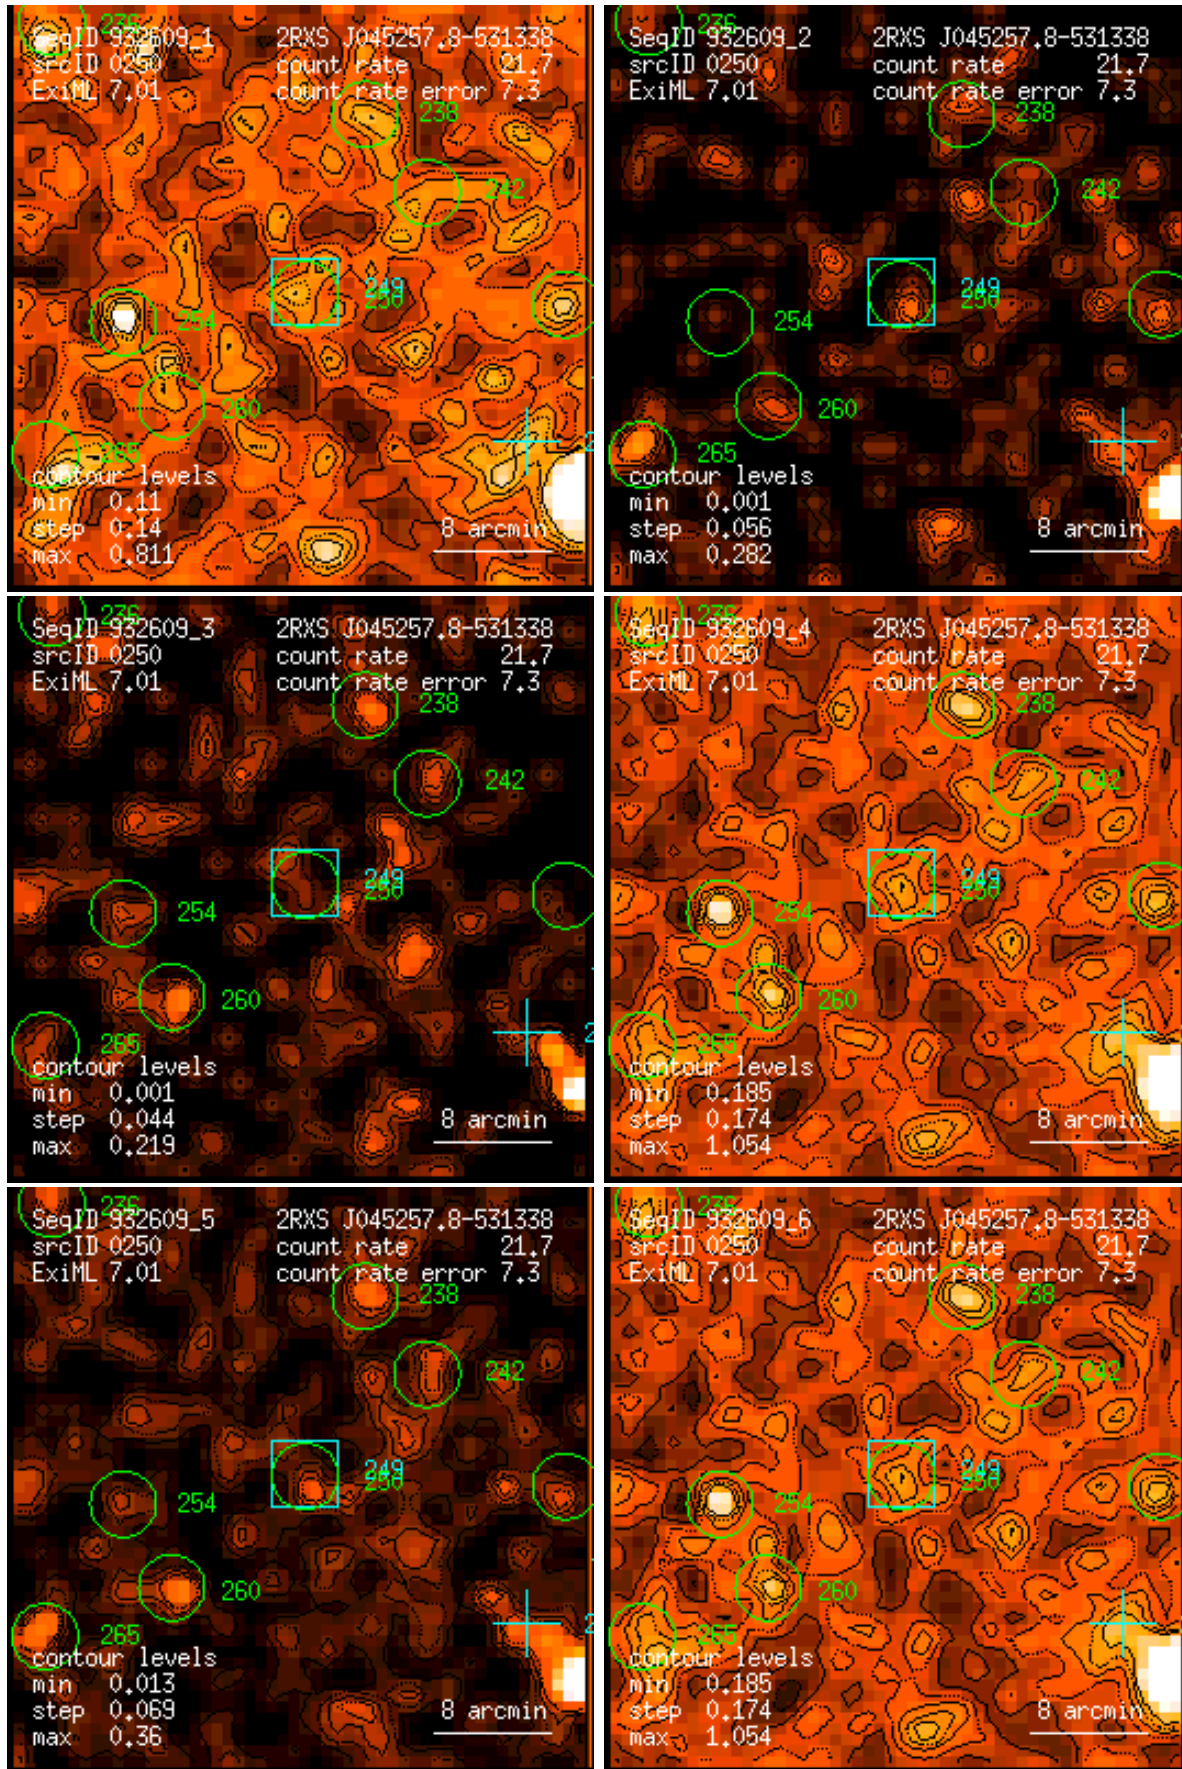 236
SeqID 932609_1 2RXS J045257.8-531338
srcID 0250 count rate 21.7
ExiML 7.01 count rate error 7.3
238
242
249
250
254
260
265
contour levels
min 0.11
step 0.14 8 arcmin
max 0.811
236
SeqID 932609_2 2RXS J045257.8-531338
srcID 0250 count rate 21.7
ExiML 7.01 count rate error 7.3
238
242
249
250
254
260
265
contour levels
min 0.001
step 0.056 8 arcmin
max 0.282
236
SeqID 932609_3 2RXS J045257.8-531338
srcID 0250 count rate 21.7
ExiML 7.01 count rate error 7.3
238
242
249
250
254
260
265
contour levels
min 0.001
step 0.044 8 arcmin
max 0.219
236
SeqID 932609_4 2RXS J045257.8-531338
srcID 0250 count rate 21.7
ExiML 7.01 count rate error 7.3
238
242
249
250
254
260
265
contour levels
min 0.185
step 0.174 8 arcmin
max 1.054
236
SeqID 932609_5 2RXS J045257.8-531338
srcID 0250 count rate 21.7
ExiML 7.01 count rate error 7.3
238
242
249
250
254
260
265
contour levels
min 0.013
step 0.069 8 arcmin
max 0.36
236
SeqID 932609_6 2RXS J045257.8-531338
srcID 0250 count rate 21.7
ExiML 7.01 count rate error 7.3
238
242
249
250
254
260
265
contour levels
min 0.185
step 0.174 8 arcmin
max 1.054